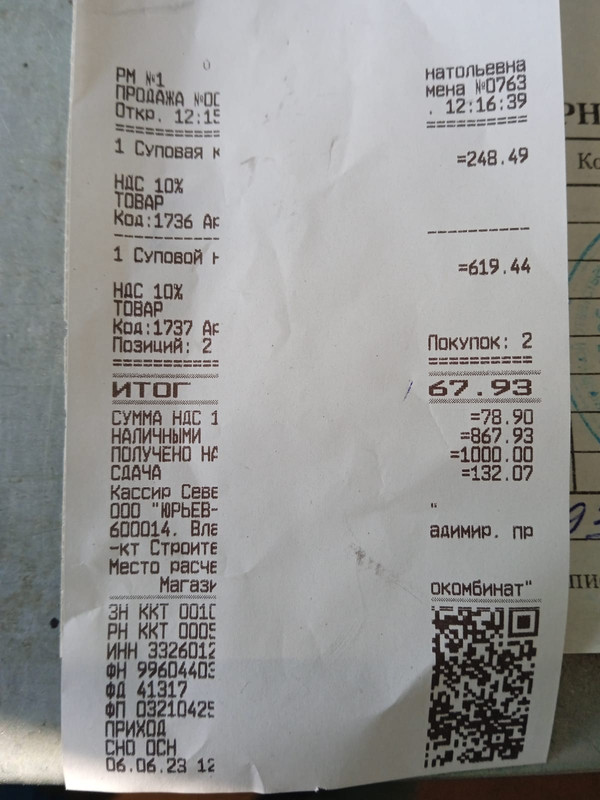 РМ №1 натольевна
ПРОДАЖА №00 мена №0763
Откр. 12:15 . 12:16:39
1 Суповая к =248.49
НДС 10%
ТОВАР
Код:1736 Ар
1 Суповой н =619.44
НДС 10%
ТОВАР
Код:1737 Ар
Позиций: 2 Покупок: 2
ИТОГ 67.93
СУММА НДС 1 =78.90
НАЛИЧНЫМИ =867.93
ПОЛУЧЕНО НА =1000.00
СДАЧА =132.07
Кассир Севе
ООО "ЮРЬЕВ- "
600014. Вла адимир. пр
-кт Строите
Место расче
Магази окомбинат"
ЗН ККТ 0010
РН ККТ 0005
ИНН 3326012
ФН 99604403
ФД 41317
ФП 03210425
ПРИХОД
СНО ОСН
06.06.23 12